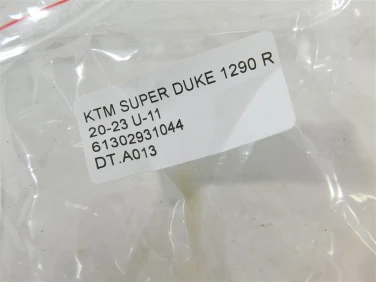 KTM SUPER DUKE 1290 R
20-23 U-11
61302931044
DT.A013